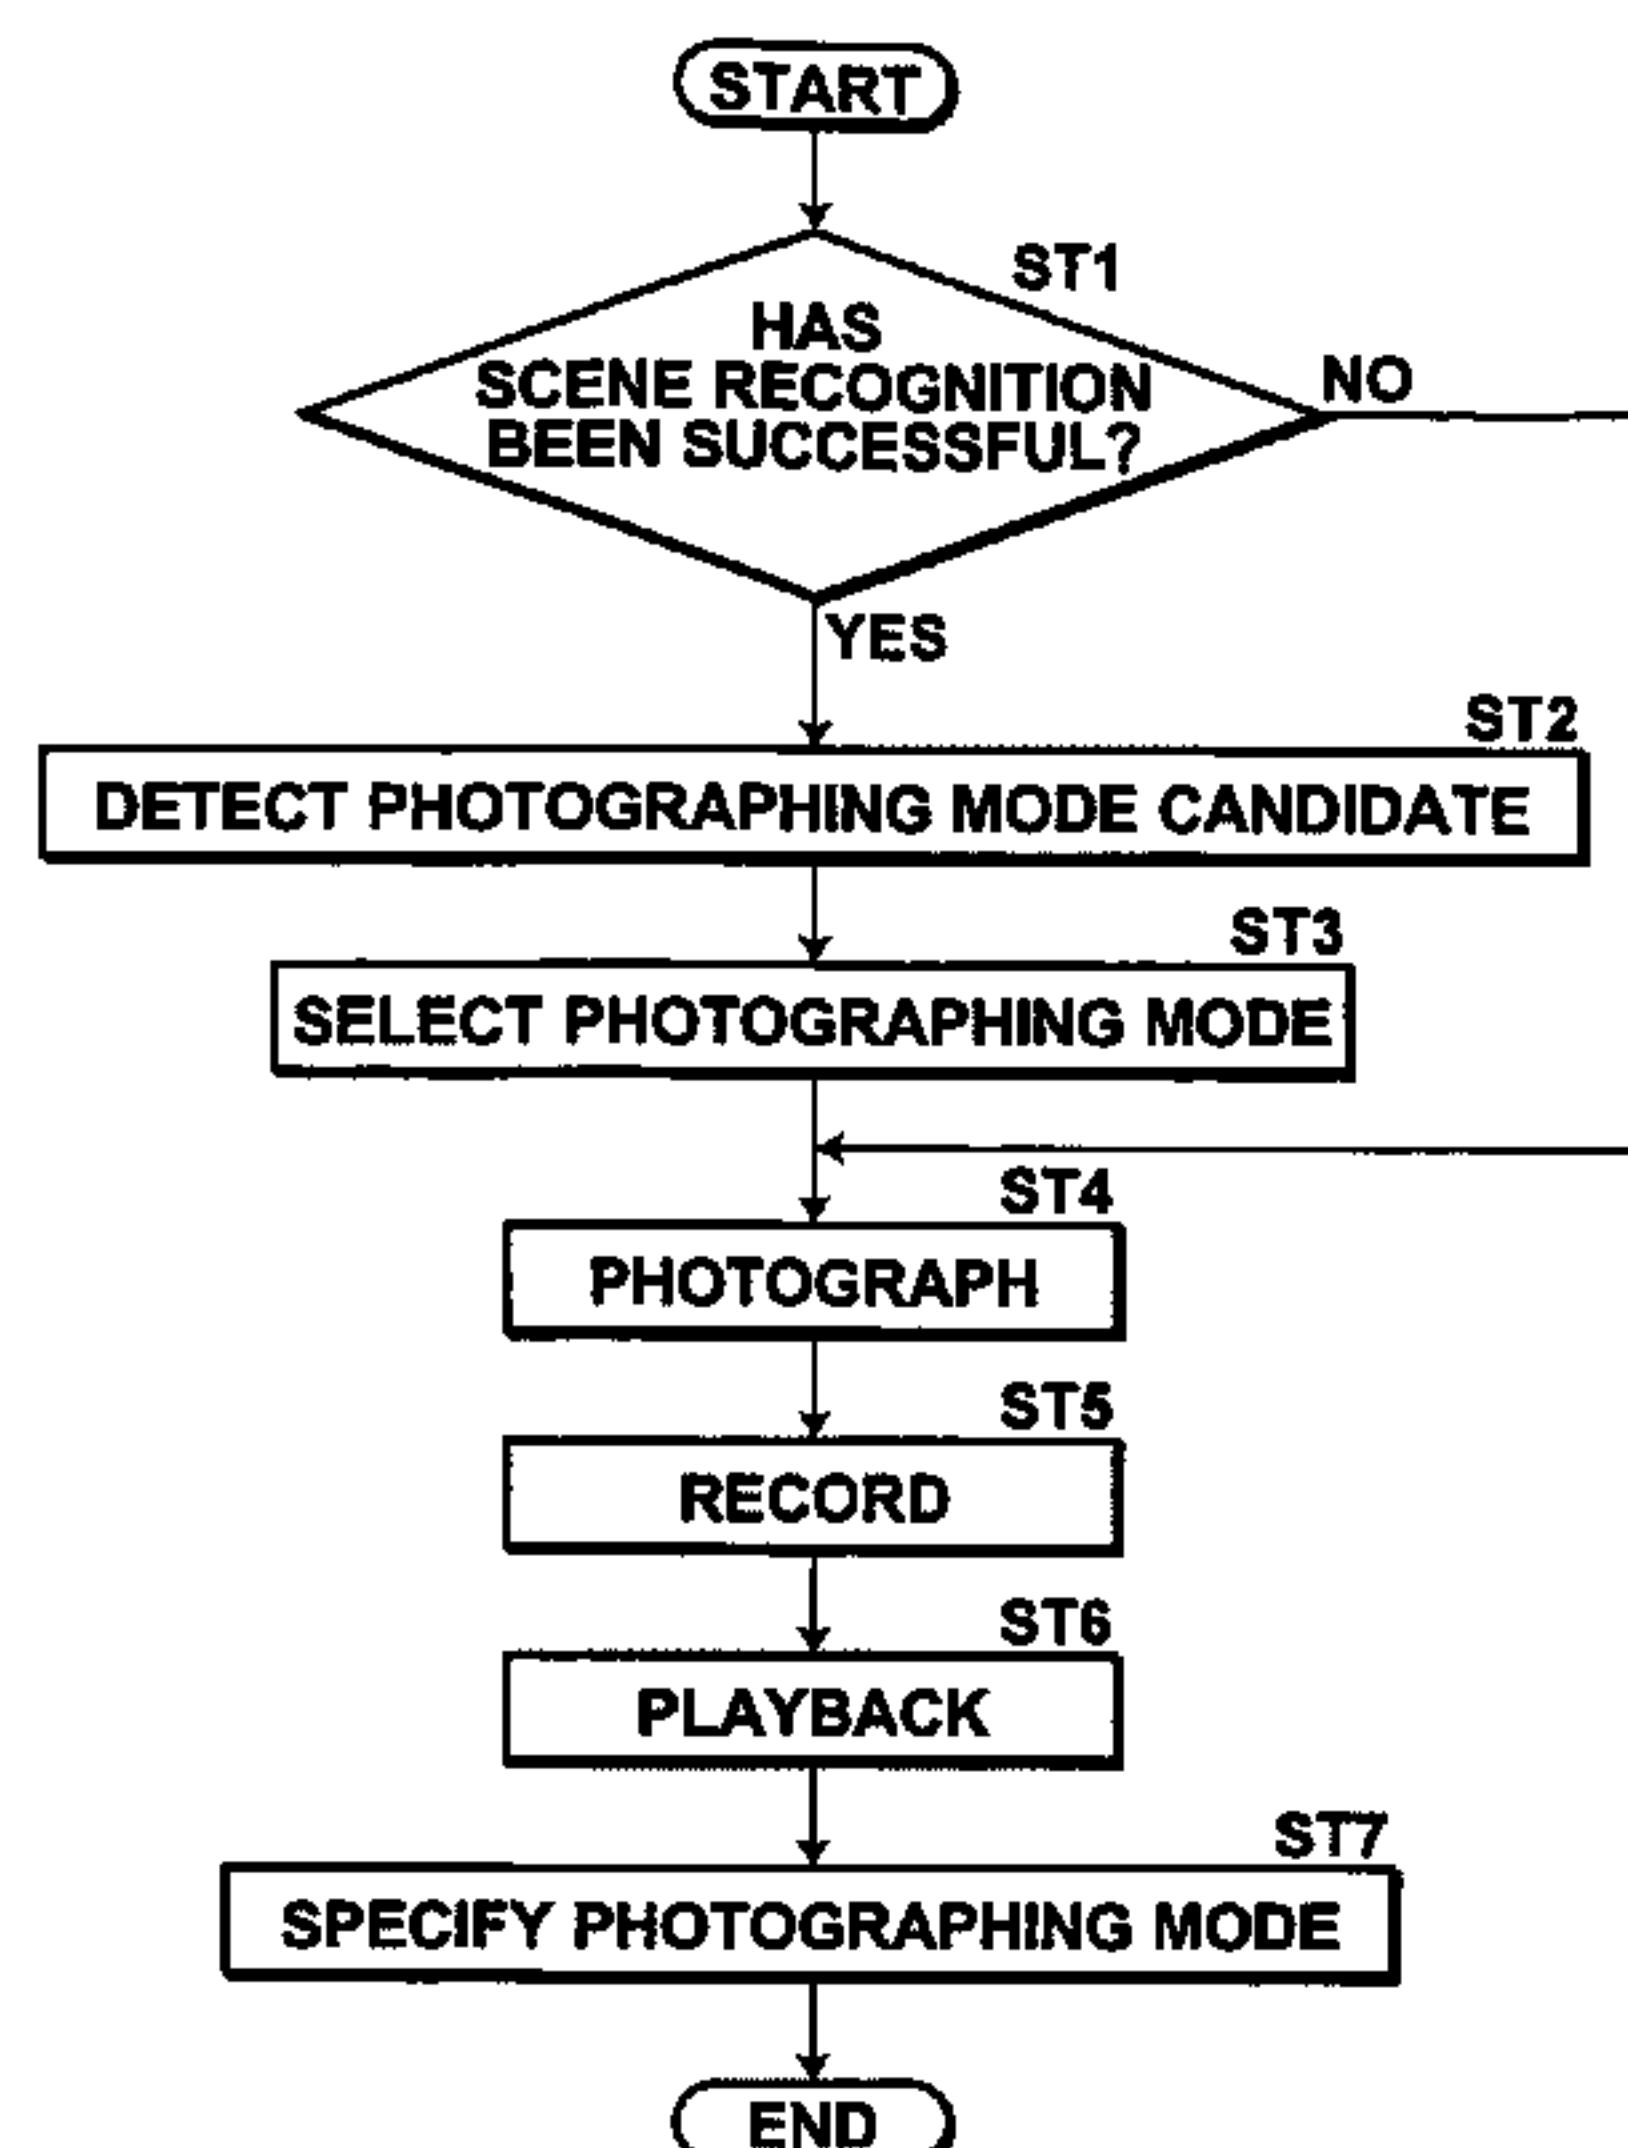 START
ST1
HAS
SCENE RECOGNITION
BEEN SUCCESSFUL?
NO
YES
ST2
DETECT PHOTOGRAPHING MODE CANDIDATE
ST3
SELECT PHOTOGRAPHING MODE
ST4
PHOTOGRAPH
ST5
RECORD
ST6
PLAYBACK
ST7
SPECIFY PHOTOGRAPHING MODE
END